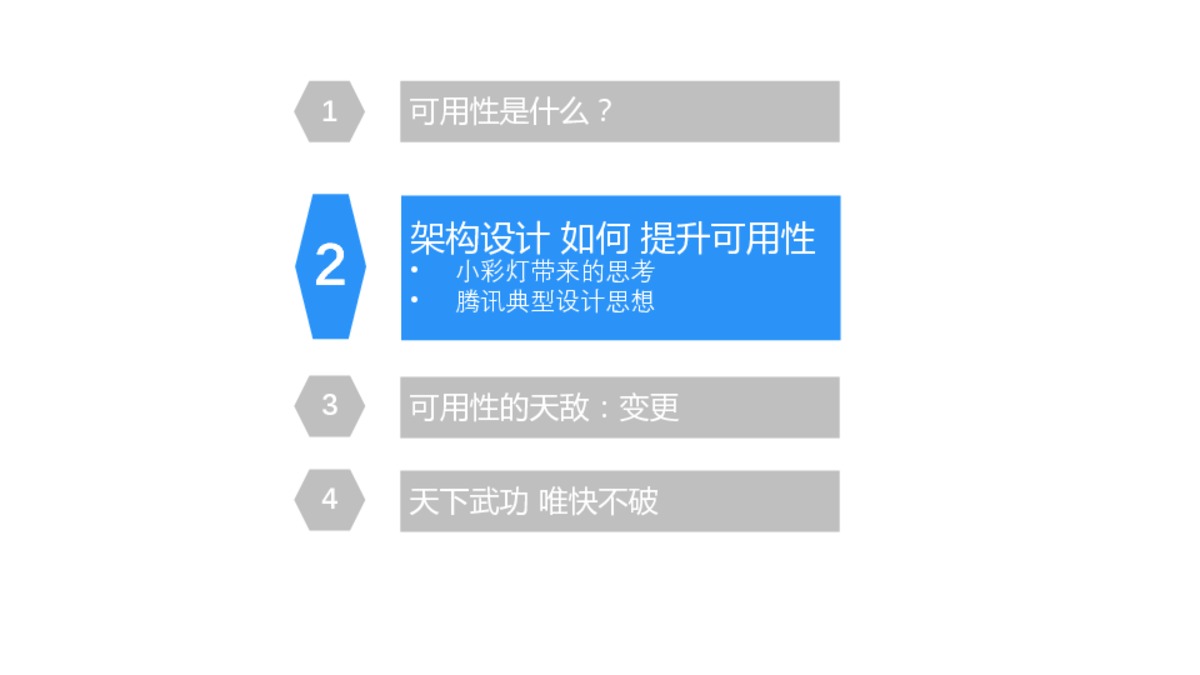 1
可用性是什么？
2
架构设计 如何 提升可用性
• 小彩灯带来的思考
• 腾讯典型设计思想
3
可用性的天敌：变更
4
天下武功 唯快不破